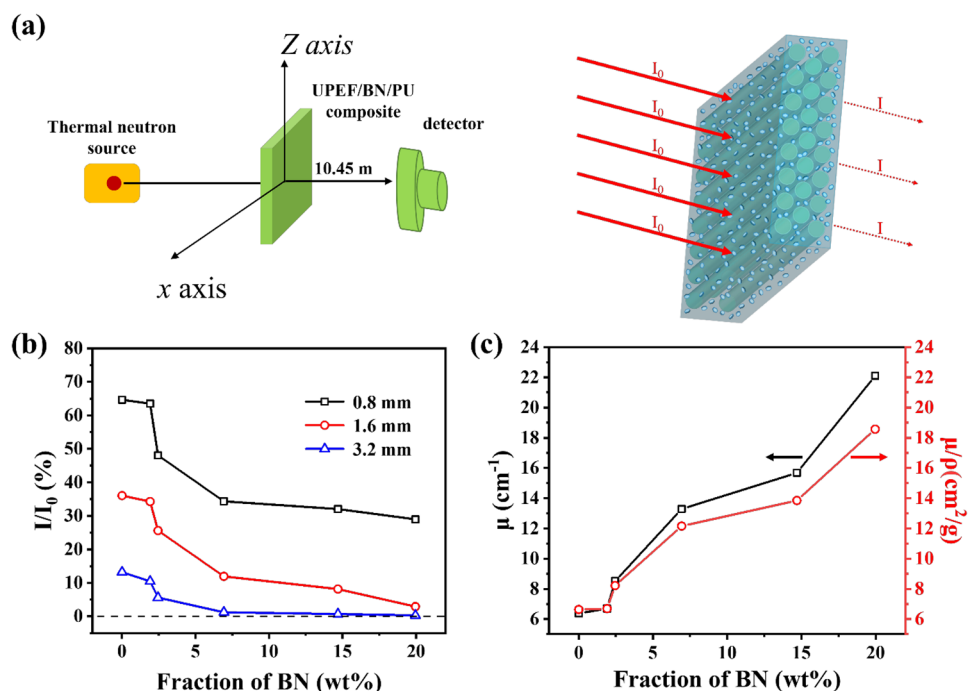 (a)
Z axis
UPEF/BN/PU
composite
Thermal neutron
source
detector
10.45 m
x axis
I₀
I₀
I₀
I₀
I₀
I
I
I
(b)
80
70
60
50
40
30
20
10
0
I/I₀ (%)
0.8 mm
1.6 mm
3.2 mm
0 5 10 15 20
Fraction of BN (wt%)
(c)
24
22
20
18
16
14
12
10
8
6
μ (cm⁻¹)
24
22
20
18
16
14
12
10
8
6
μ/ρ(cm²/g)
0 5 10 15 20
Fraction of BN (wt%)